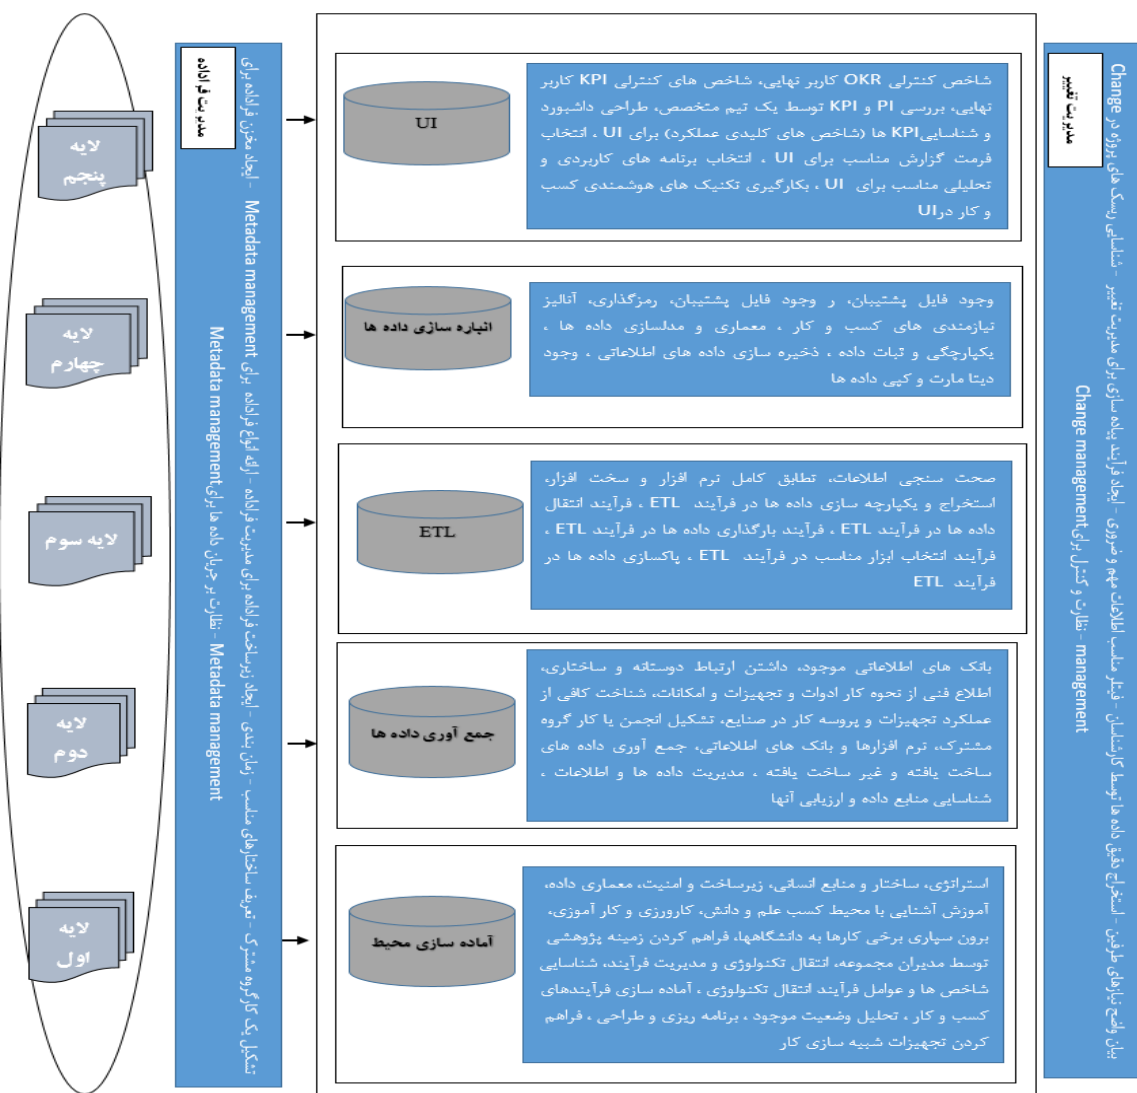 لایه
پنجم
لایه
چهارم
لایه سوم
لایه
دوم
لایه
اول
مدیریت فراداده
تشکیل یک کارگروه مشترک - تعریف ساختارهای مناسب - زمان بندی - ایجاد زیرساخت فراداده برای مدیریت فراداده - ارائه انواع فراداده برای Metadata management - ایجاد مخزن فراداده برای
Metadata management - نظارت بر جریان داده ها برای Metadata management
UI
شاخص کنترلی OKR کاربر نهایی، شاخص های کنترلی KPI کاربر
نهایی، بررسی PI و KPI توسط یک تیم متخصص، طراحی داشبورد
و شناسایی KPI ها (شاخص های کلیدی عملکرد) برای UI ، انتخاب
فرمت گزارش مناسب برای UI ، انتخاب برنامه های کاربردی و
تحلیلی مناسب برای UI ، بکارگیری تکنیک های هوشمندی کسب
و کار در UI
انباره سازی داده ها
وجود فایل پشتیبان، ر وجود فایل پشتیبان، رمزگذاری، آنالیز
نیازمندی های کسب و کار ، معماری و مدلسازی داده ها ،
یکپارچگی و ثبات داده ، ذخیره سازی داده های اطلاعاتی ، وجود
دیتا مارت و کپی داده ها
ETL
صحت سنجی اطلاعات، تطابق کامل نرم افزار و سخت افزار،
استخراج و یکپارچه سازی داده ها در فرآیند ETL ، فرآیند انتقال
داده ها در فرآیند ETL ، فرآیند بارگذاری داده ها در فرآیند ETL ،
فرآیند انتخاب ابزار مناسب در فرآیند ETL ، پاکسازی داده ها در
فرآیند ETL
جمع آوری داده ها
بانک های اطلاعاتی موجود، داشتن ارتباط دوستانه و ساختاری،
اطلاع فنی از نحوه کار ادوات و تجهیزات و امکانات، شناخت کافی از
عملکرد تجهیزات و پروسه کار در صنایع، تشکیل انجمن یا کار گروه
مشترک، نرم افزارها و بانک های اطلاعاتی، جمع آوری داده های
ساخت یافته و غیر ساخت یافته ، مدیریت داده ها و اطلاعات ،
شناسایی منابع داده و ارزیابی آنها
آماده سازی محیط
استراتژی، ساختار و منابع انسانی، زیرساخت و امنیت، معماری داده،
آموزش آشنایی با محیط کسب علم و دانش، کارورزی و کار آموزی،
برون سپاری برخی کارها به دانشگاهها، فراهم کردن زمینه پژوهشی
توسط مدیران مجموعه، انتقال تکنولوژی و مدیریت فرآیند، شناسایی
شاخص ها و عوامل فرآیند انتقال تکنولوژی ، آماده سازی فرآیندهای
کسب و کار ، تحلیل وضعیت موجود ، برنامه ریزی و طراحی ، فراهم
کردن تجهیزات شبیه سازی کار
مدیریت تغییر
بیان واضح نیازهای طرفین - استخراج دقیق داده ها توسط کارشناسان - فیلتر مناسب اطلاعات مهم و ضروری - ایجاد فرآیند پیاده سازی برای مدیریت تغییر - شناسایی ریسک های پروژه در Change
management - نظارت و کنترل برای Change management